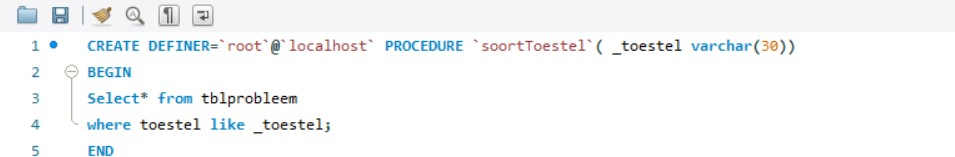 1 CREATE DEFINER=`root`@`localhost` PROCEDURE `soortToestel`( _toestel varchar(30))
2 BEGIN
3 Select* from tblprobleem
4 where toestel like _toestel;
5 END